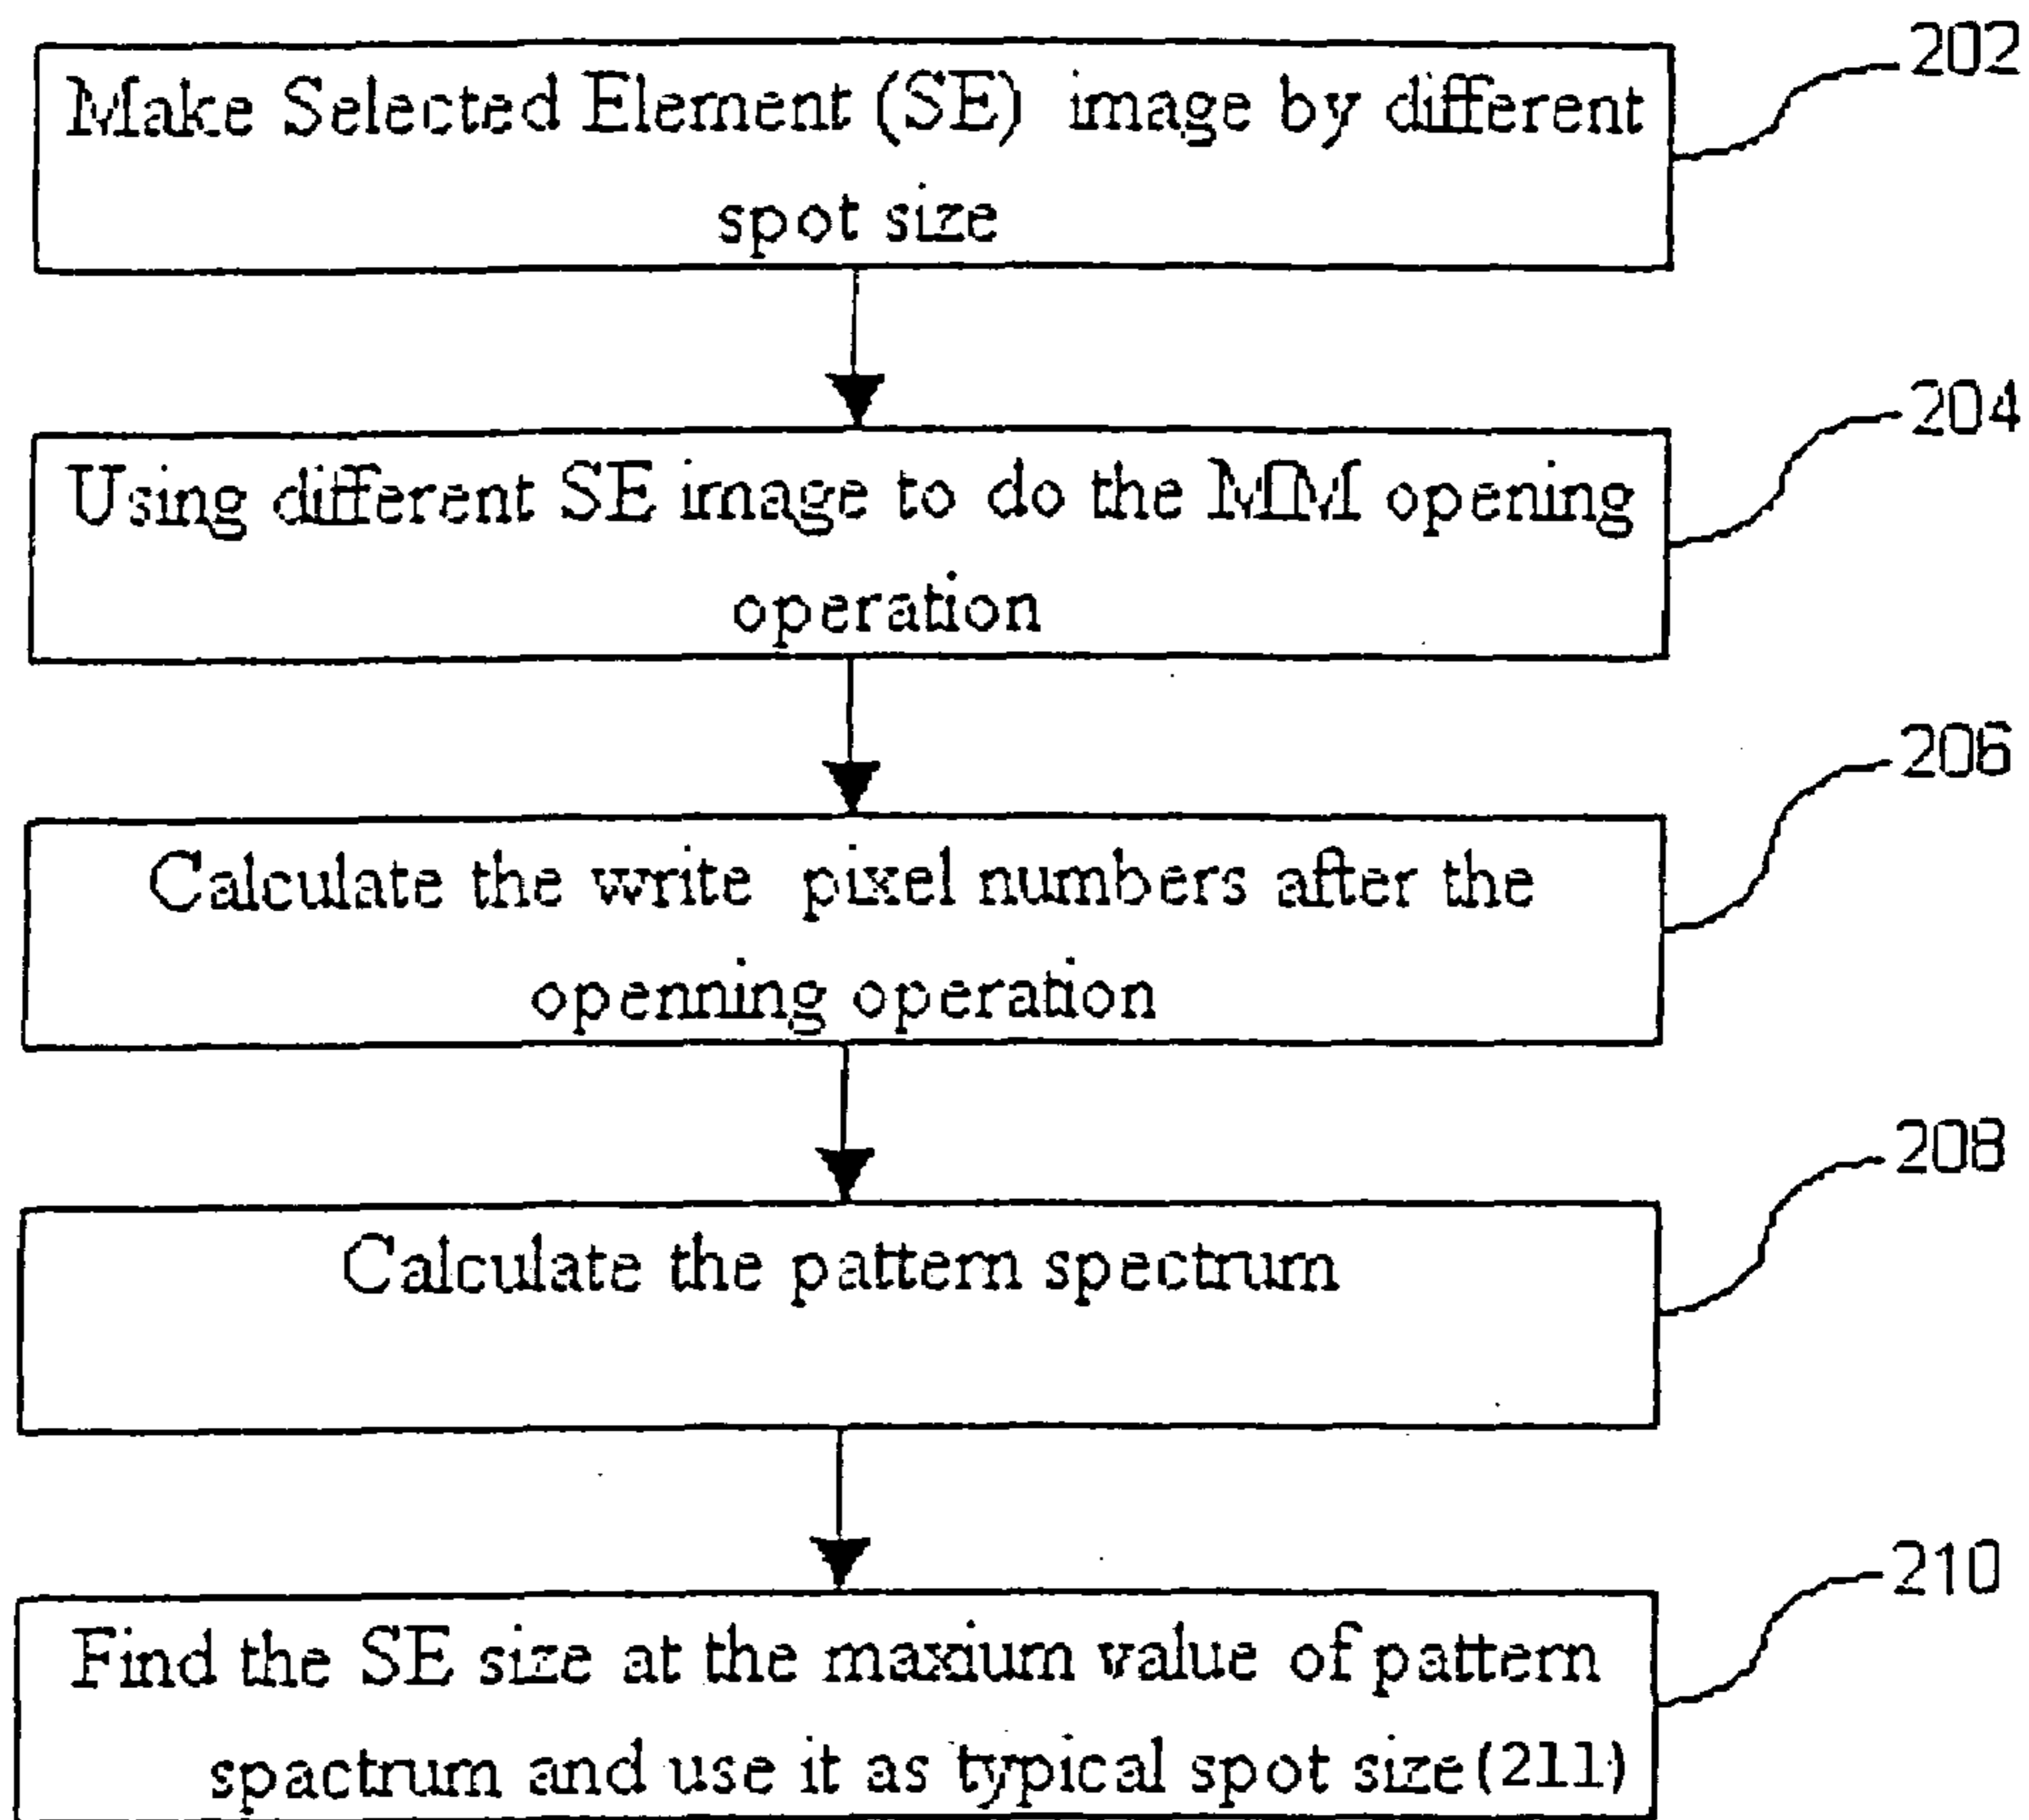 202
Make Selected Element (SE) image by different
spot size
204
Using different SE image to do the MM opening
operation
206
Calculate the write pixel numbers after the
openning operation
208
Calculate the pattern spectrum
210
Find the SE size at the maxium value of pattern
spactrum and use it as typical spot size(211)